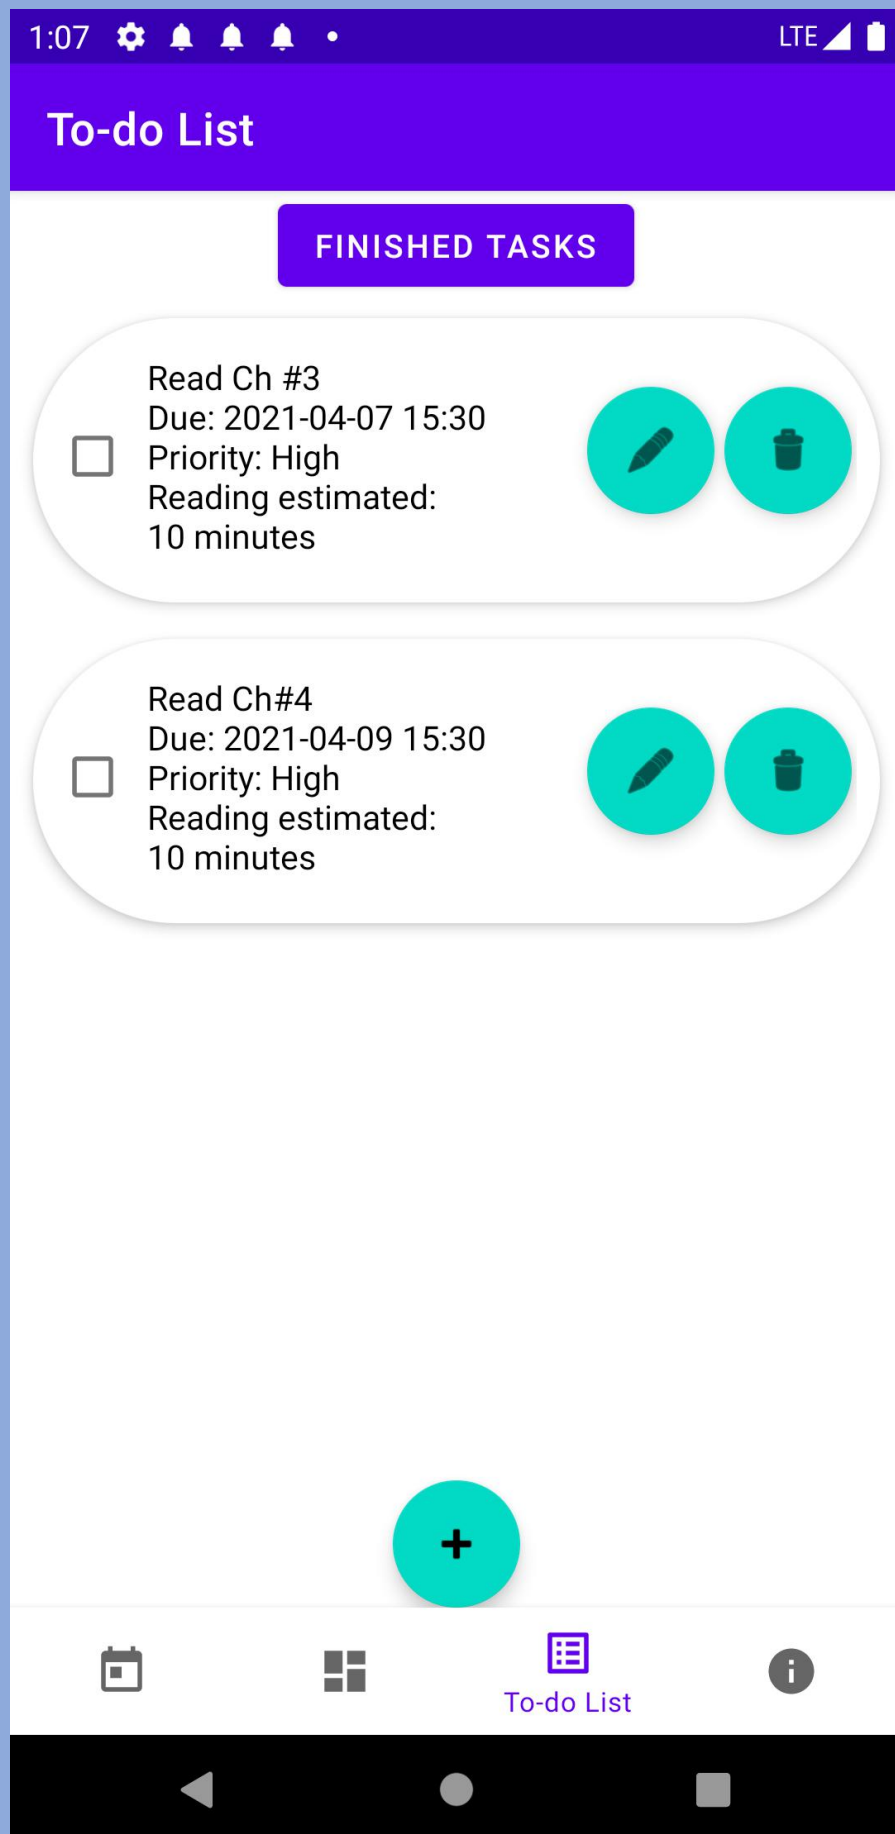 1:07
LTE
To-do List
FINISHED TASKS
Read Ch #3
Due: 2021-04-07 15:30
Priority: High
Reading estimated:
10 minutes
Read Ch#4
Due: 2021-04-09 15:30
Priority: High
Reading estimated:
10 minutes
To-do List